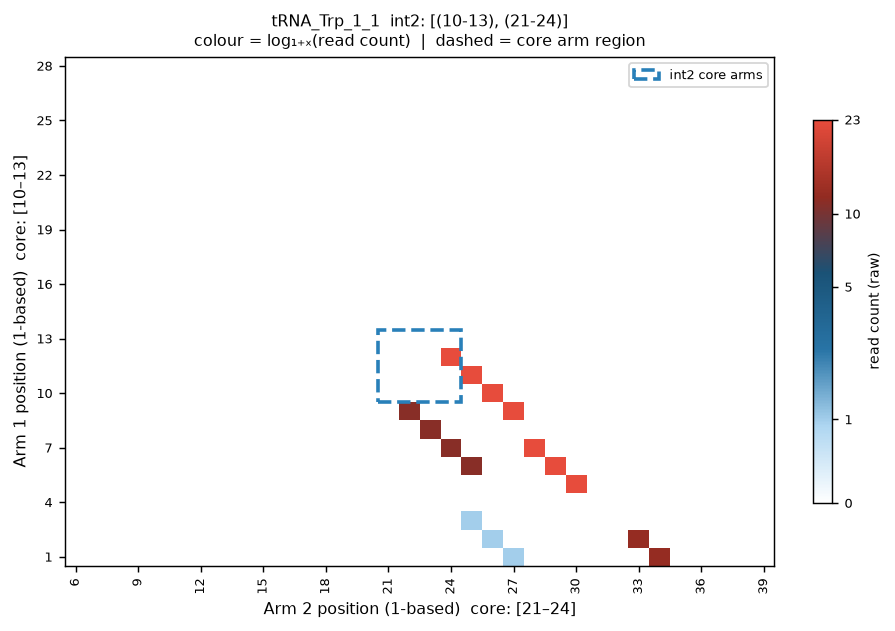 tRNA_Trp_1_1  int2: [(10-13), (21-24)]
colour = log₁₊ₓ(read count)  |  dashed = core arm region
int2 core arms
28
25
22
19
16
13
10
7
4
1
Arm 1 position (1-based)  core: [10–13]
6 9 12 15 18 21 24 27 30 33 36 39
Arm 2 position (1-based)  core: [21–24]
23
10
5
1
0
read count (raw)